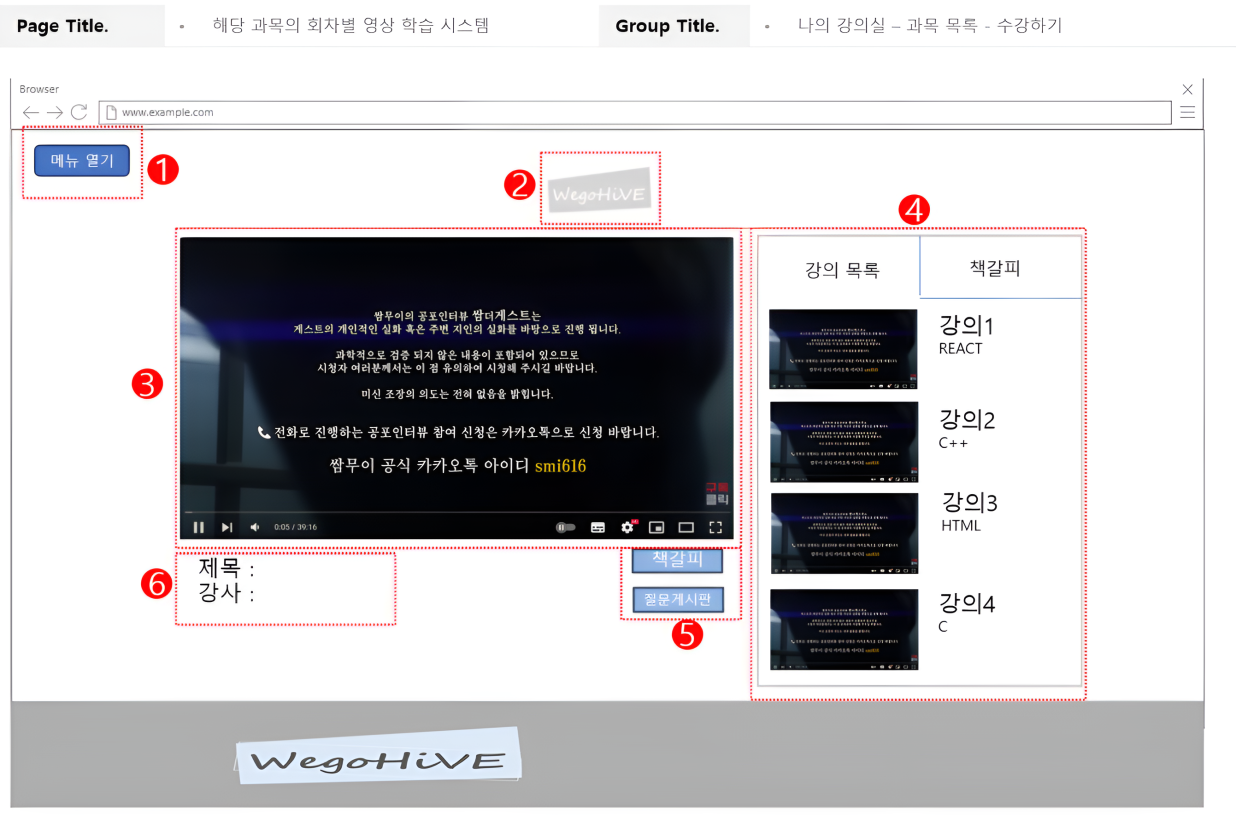 Page Title.
• 해당 과목의 회차별 영상 학습 시스템
Group Title.
• 나의 강의실 – 과목 목록 - 수강하기
Browser
www.example.com
메뉴 열기
1
2
WegoHiVE
4
강의 목록
책갈피
3
쌈무이의 공포인터뷰 쌈더게스트는
게스트의 개인적인 실화 혹은 주변 지인의 실화를 바탕으로 진행 됩니다.
과학적으로 검증 되지 않은 내용이 포함되어 있으므로
시청자 여러분께서는 이 점 유의하여 시청해 주시길 바랍니다.
미신 조장의 의도는 전혀 없음을 밝힙니다.
전화로 진행하는 공포인터뷰 참여 신청은 카카오톡으로 신청 바랍니다.
쌈무이 공식 카카오톡 아이디 smi616
0:05 / 39:16
강의1
REACT
강의2
C++
강의3
HTML
강의4
C
6
제목 :
강사 :
책갈피
질문게시판
5
WegoHiVE